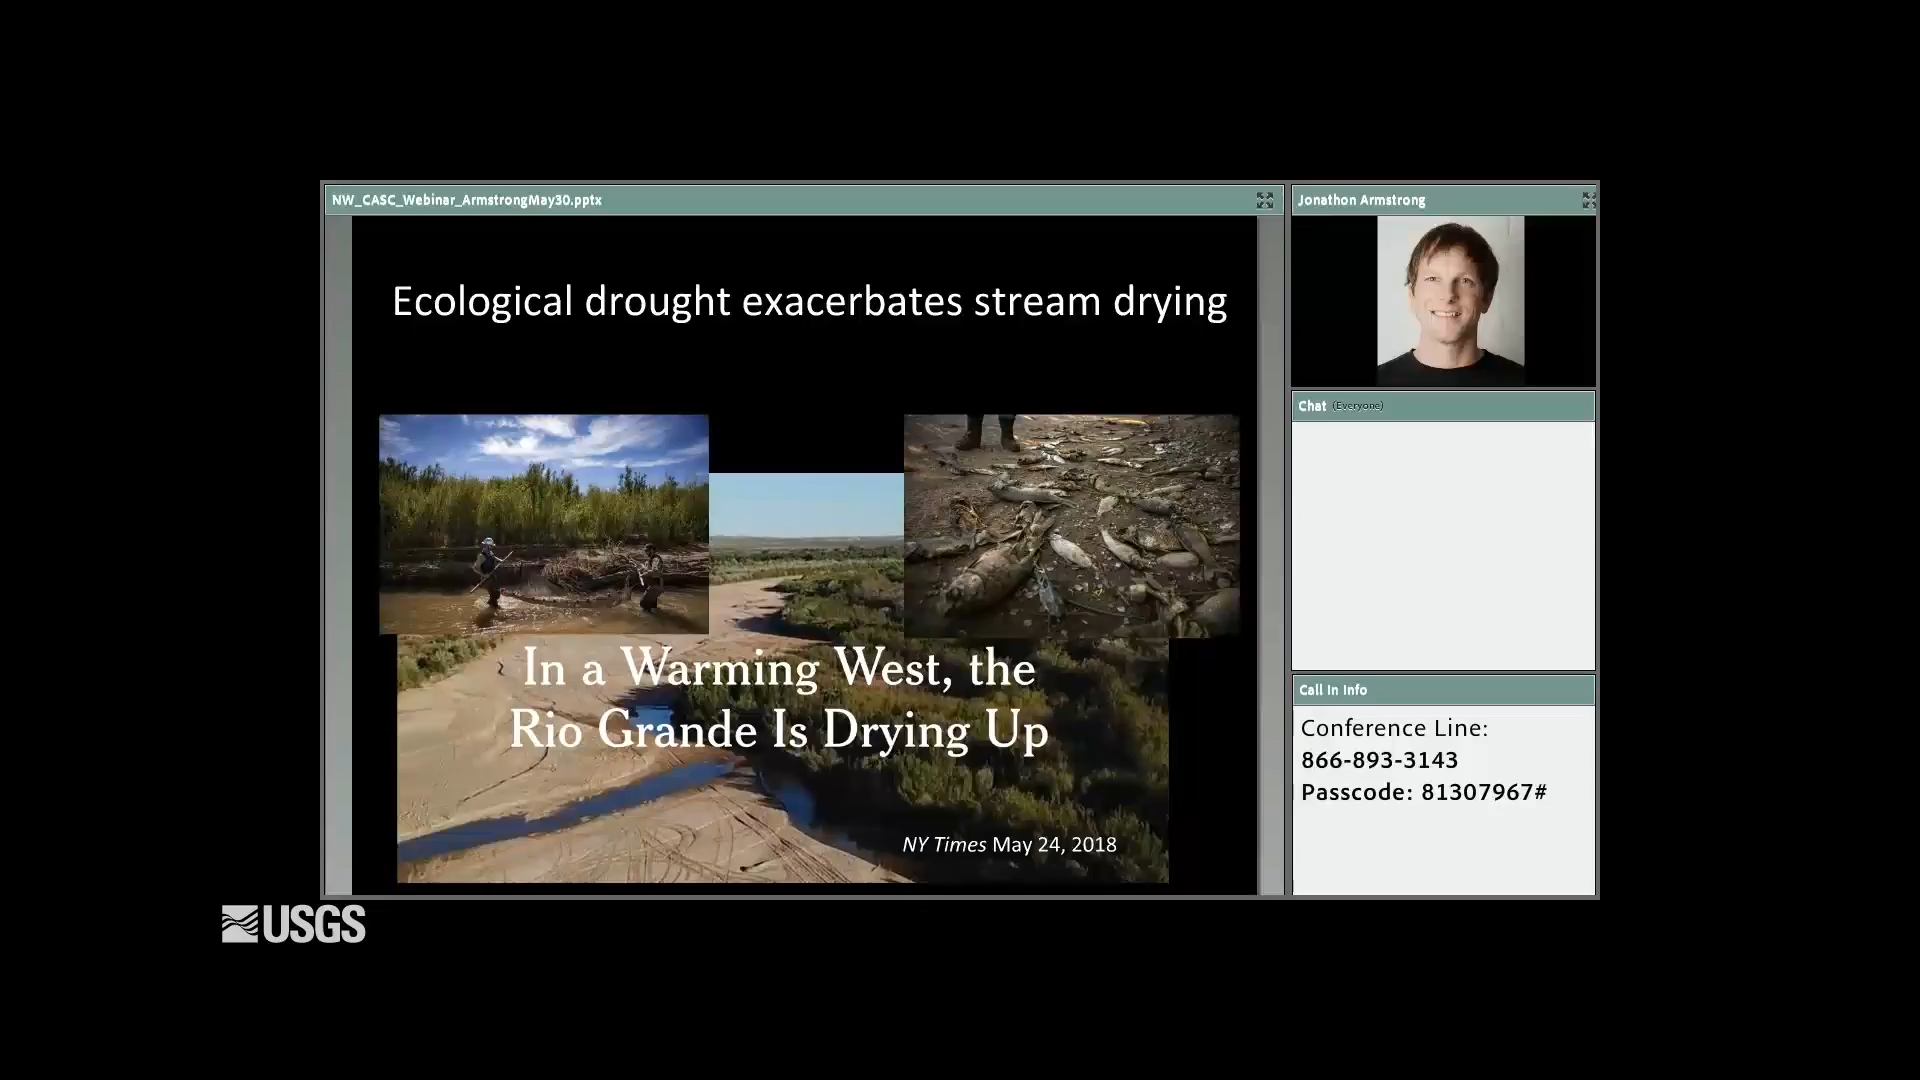 NW_CASC_Webinar_ArmstrongMay30.pptx
Ecological drought exacerbates stream drying
In a Warming West, the
Rio Grande Is Drying Up
NY Times May 24, 2018
Jonathon Armstrong
Chat (Everyone)
Call In Info
Conference Line:
866-893-3143
Passcode: 81307967#
USGS